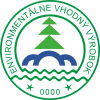 ENVIRONMENTÁLNE VHODNÝ VÝROBOK
0000